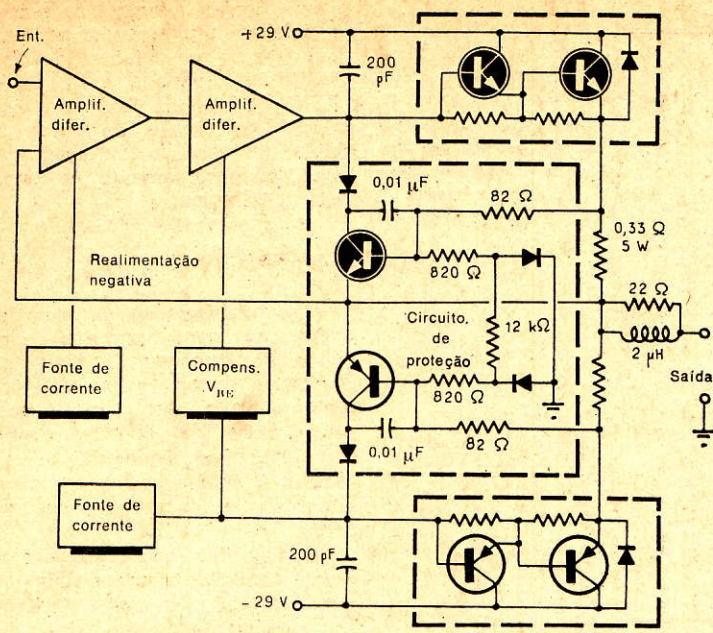 Ent.
+29 V
200
pF
Amplif.
difer.
Amplif.
difer.
0,01 µF
82 Ω
0,33 Ω
5 W
Realimentação
negativa
820 Ω
22 Ω
Circuito.
de
proteção
12 kΩ
2 µH
Fonte de
corrente
Compens.
VBE
820 Ω
Saída
0,01 µF
82 Ω
Fonte de
corrente
200 pF
-29 V